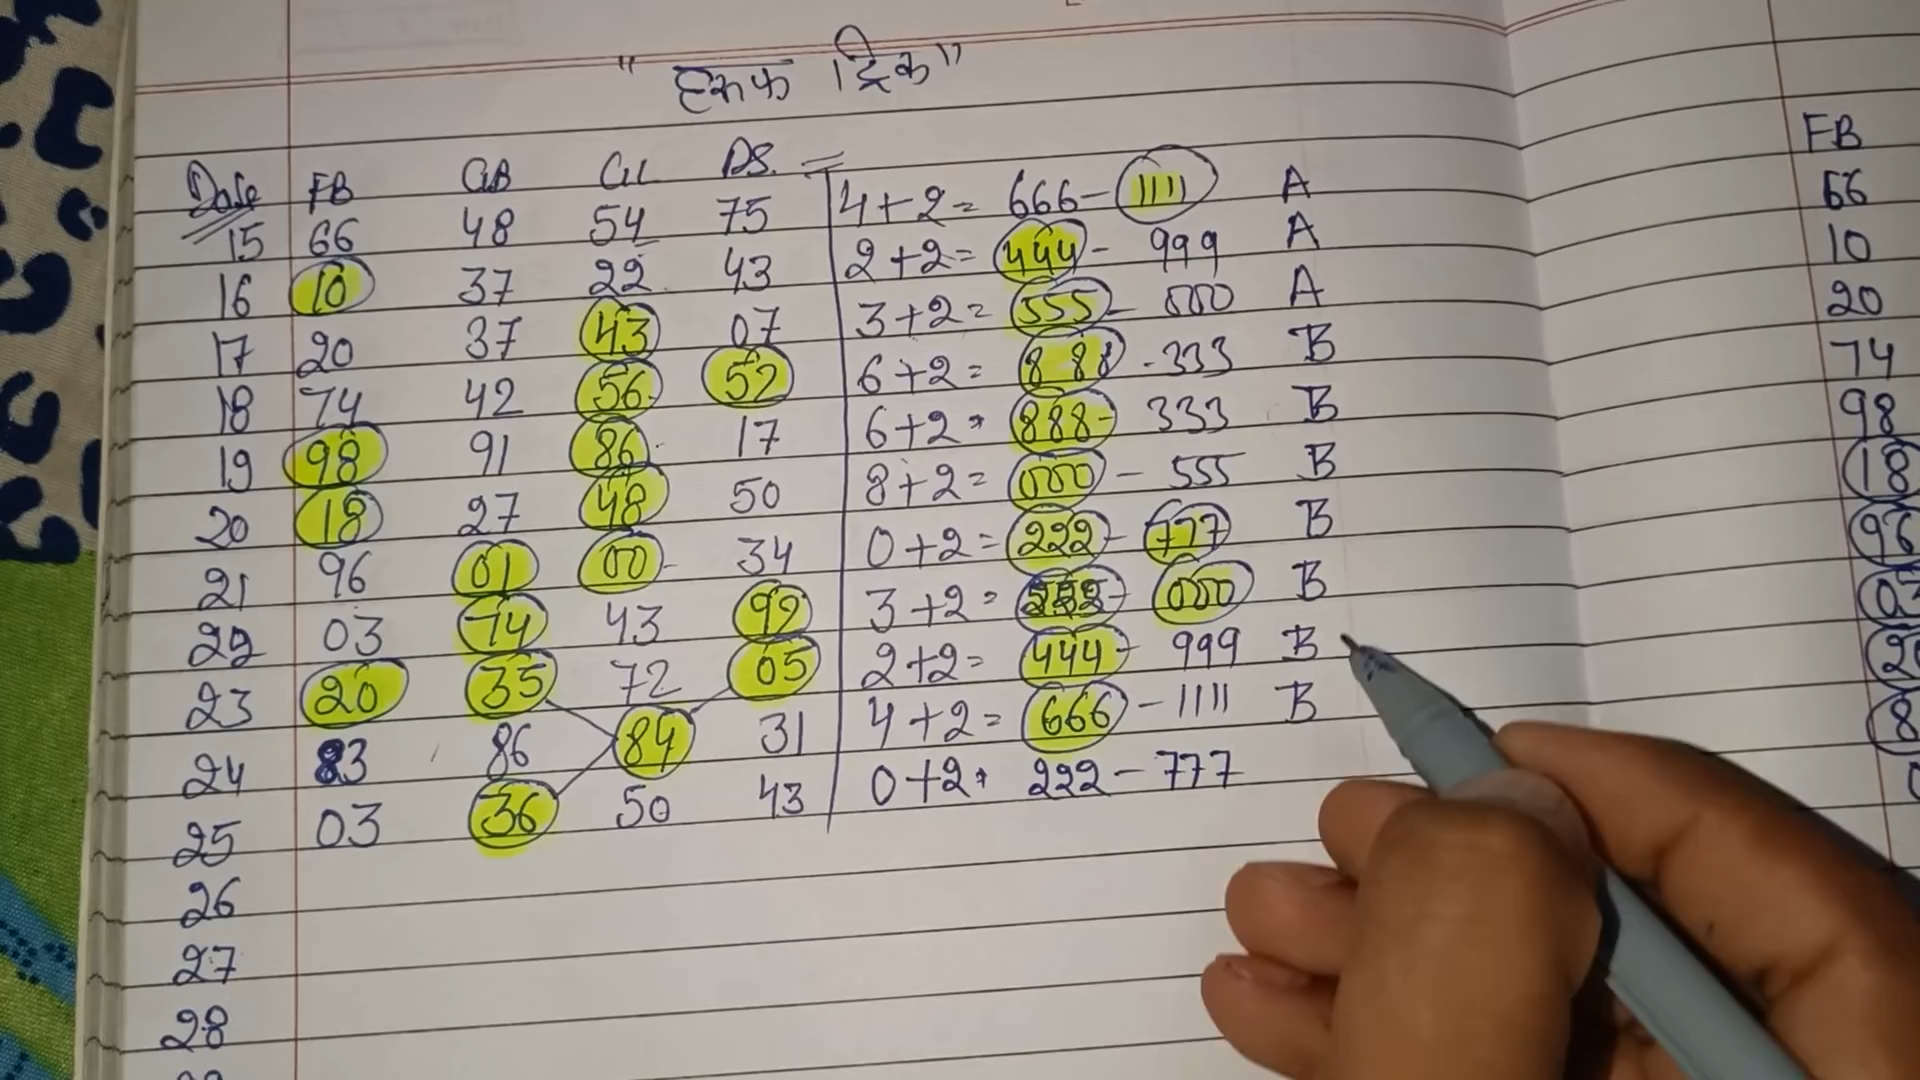 Date FB GB GL DS. FB
15 66 48 54 75 4+2= 666-1111 A 66
16 10 37 22 43 2+2= 444- 999 A 10
17 20 37 43 07 3+2= 555- 000 A 20
18 74 42 56 52 6+2= 888-333 B 74
19 98 91 86 17 6+2= 888- 333 B 98
20 18 27 48 50 8+2= 000- 555 B 18
21 96 01 00 34 0+2= 222- 777 B 96
22 03 74 43 92 3+2= 000 B
23 20 35 72 05 2+2= 444- 999 B
24 83 86 84 31 4+2= 666-1111 B
25 03 36 50 43 0+2= 222-777
26
27
28